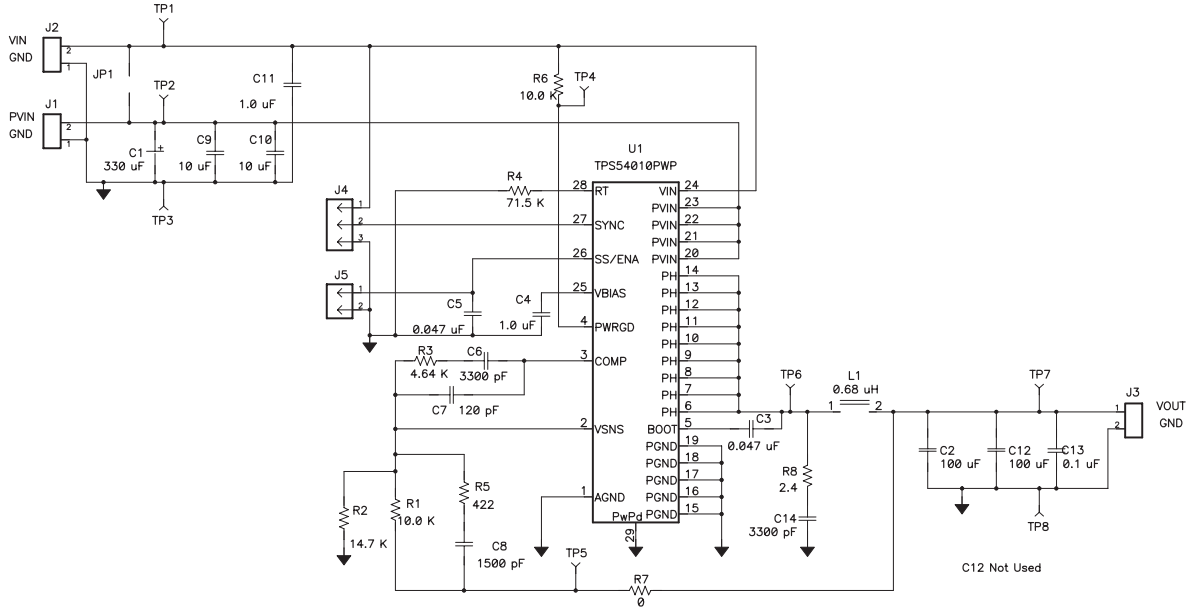 TP1
J2
VIN
GND
2
1
JP1
TP2
C11
1.0 uF
R6
10.0 K
TP4
J1
PVIN
GND
2
1
C1
+
330 uF
C9
10 uF
C10
10 uF
TP3
U1
TPS54010PWP
R4
71.5 K
28 RT
27 SYNC
26 SS/ENA
25 VBIAS
4 PWRGD
3 COMP
2 VSNS
1 AGND
PwPd
29
VIN 24
PVIN 23
PVIN 22
PVIN 21
PVIN 20
PH 14
PH 13
PH 12
PH 11
PH 10
PH 9
PH 8
PH 7
PH 6
BOOT 5
PGND 19
PGND 18
PGND 17
PGND 16
PGND 15
J4
1
2
3
J5
1
2
C5
0.047 uF
C4
1.0 uF
R3
4.64 K
C6
3300 pF
C7 120 pF
R2
14.7 K
R1
10.0 K
R5
422
C8
1500 pF
TP5
R7
0
C3
0.047 uF
TP6
R8
2.4
C14
3300 pF
L1
0.68 uH
1 2
TP7
J3
1
2
VOUT
GND
C2
100 uF
C12
100 uF
C13
0.1 uF
TP8
C12 Not Used